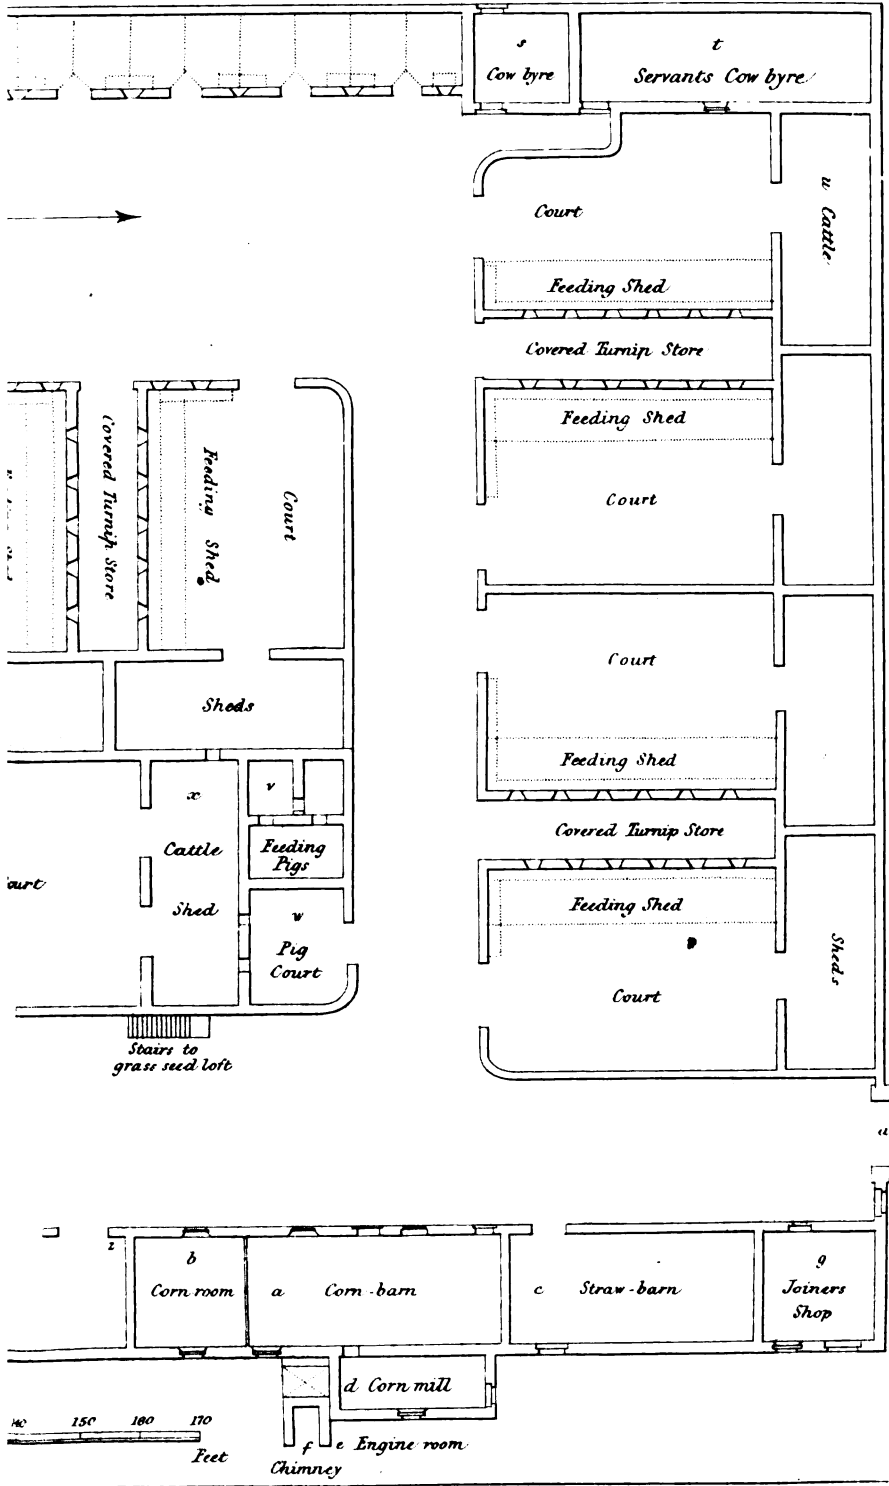 s
Cow byre
t
Servants Cow byre
Court
u Cattle
Feeding Shed
Covered Turnip Store
Feeding Shed
Court
Covered Turnip Store
Feeding Shed
Court
Court
Sheds
Feeding Shed
x
v
Covered Turnip Store
Cattle
Shed
Feeding
Pigs
Feeding Shed
w
Pig
Court
Sheds
Court
Stairs to
grass seed loft
z
b
Corn room
a Corn-barn
c Straw-barn
g
Joiners
Shop
d Corn mill
150 160 170
Feet
f e Engine room
Chimney